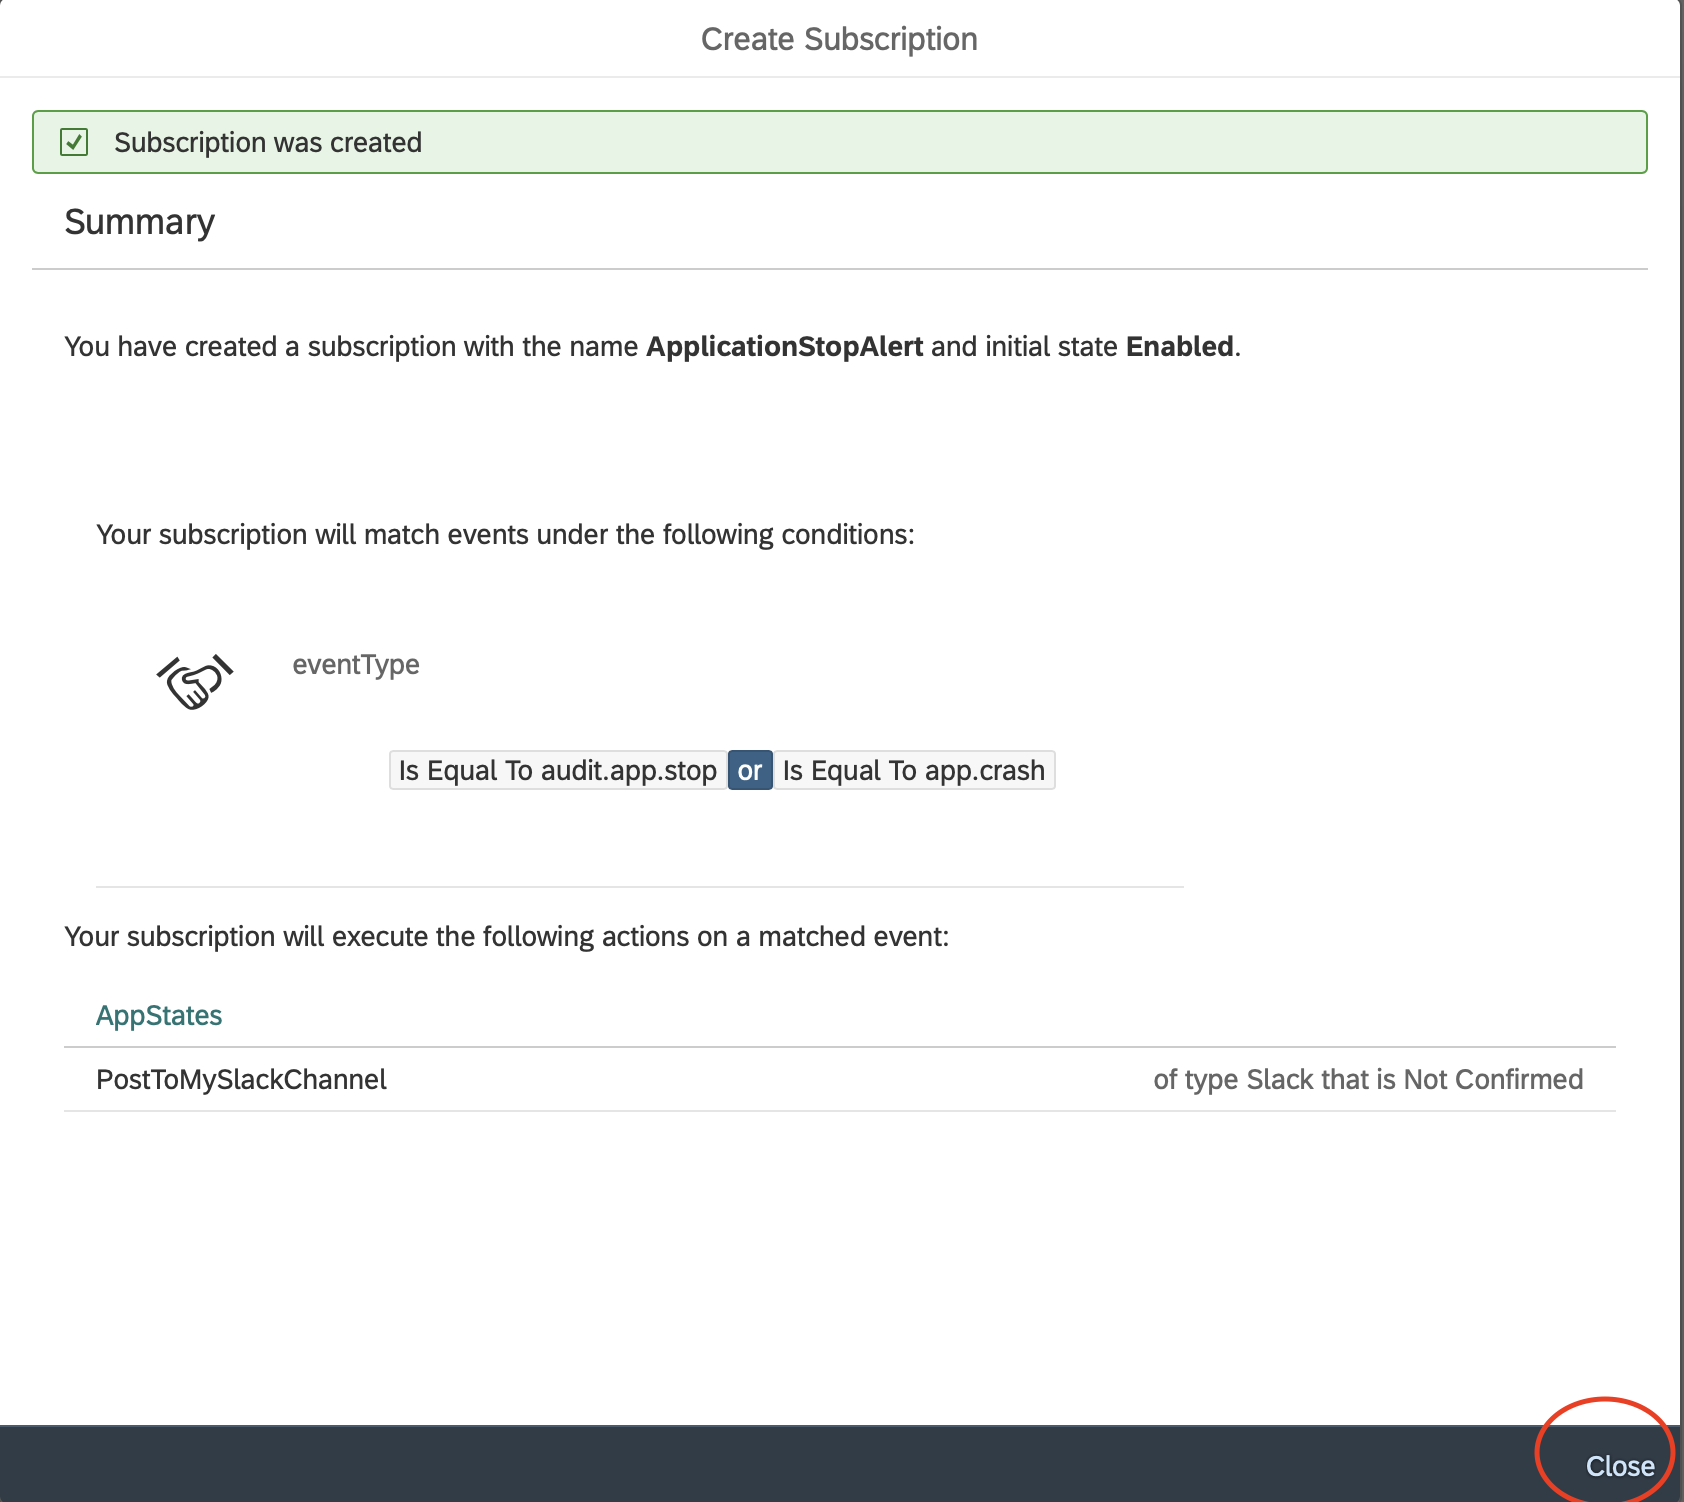 Create Subscription
Subscription was created
Summary
You have created a subscription with the name ApplicationStopAlert and initial state Enabled.
Your subscription will match events under the following conditions:
eventType
Is Equal To audit.app.stop or Is Equal To app.crash
Your subscription will execute the following actions on a matched event:
AppStates
PostToMySlackChannel of type Slack that is Not Confirmed
Close